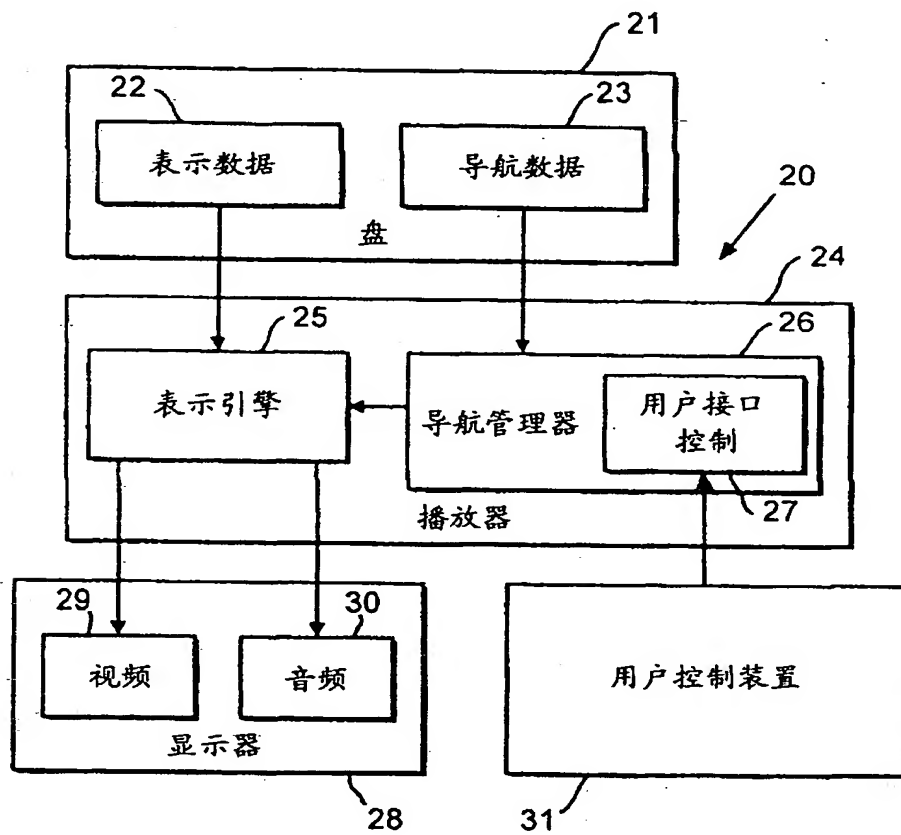 21
22
23
表示数据
导航数据
盘
20
24
25
26
表示引擎
导航管理器
用户接口
控制
27
播放器
29
30
视频
音频
显示器
28
用户控制装置
31